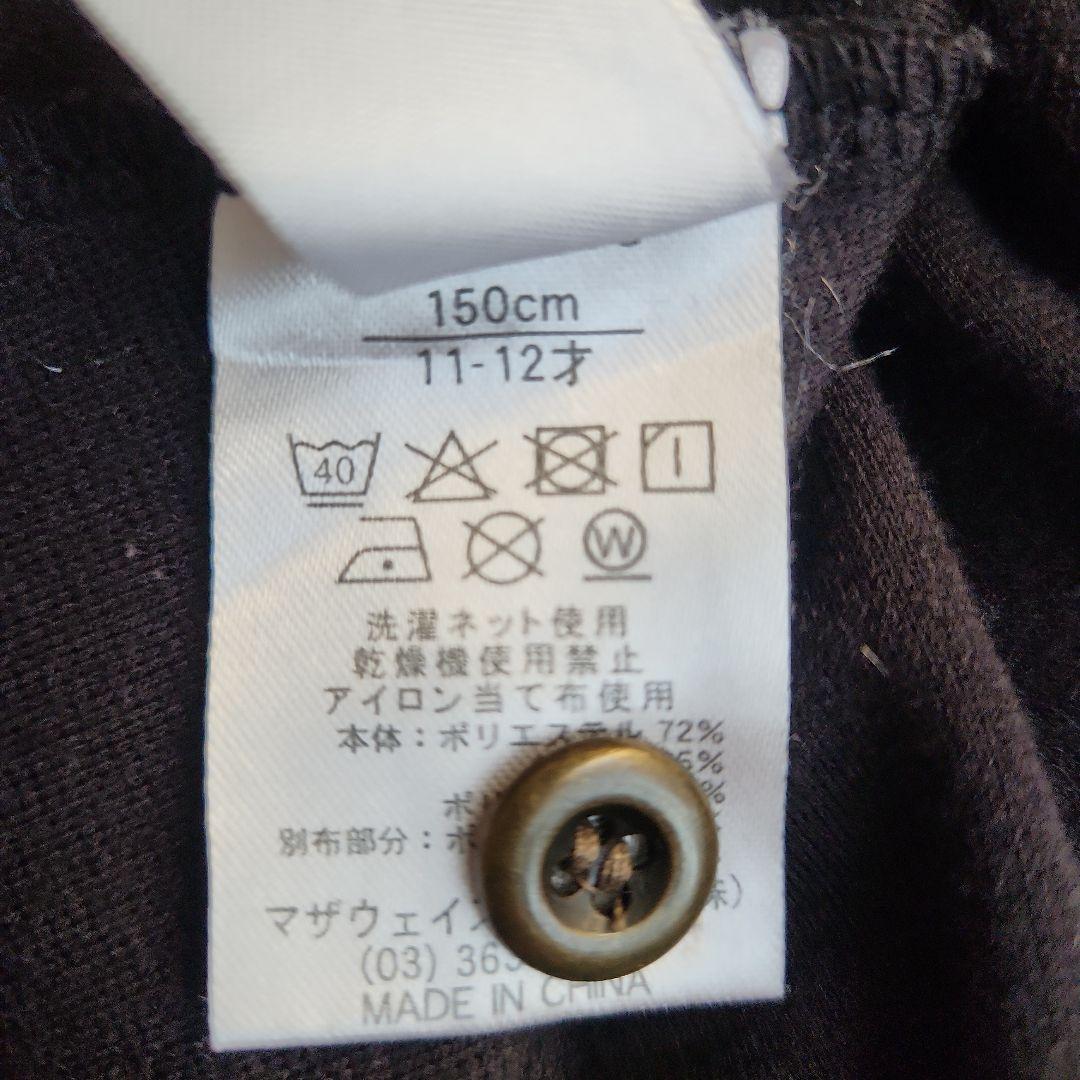 150cm
11-12才
40
W
洗濯ネット使用
乾燥機使用禁止
アイロン当て布使用
本体：ポリエステル 72%
%
%
別布部分：
マザウェイ
(03)
MADE IN CHINA